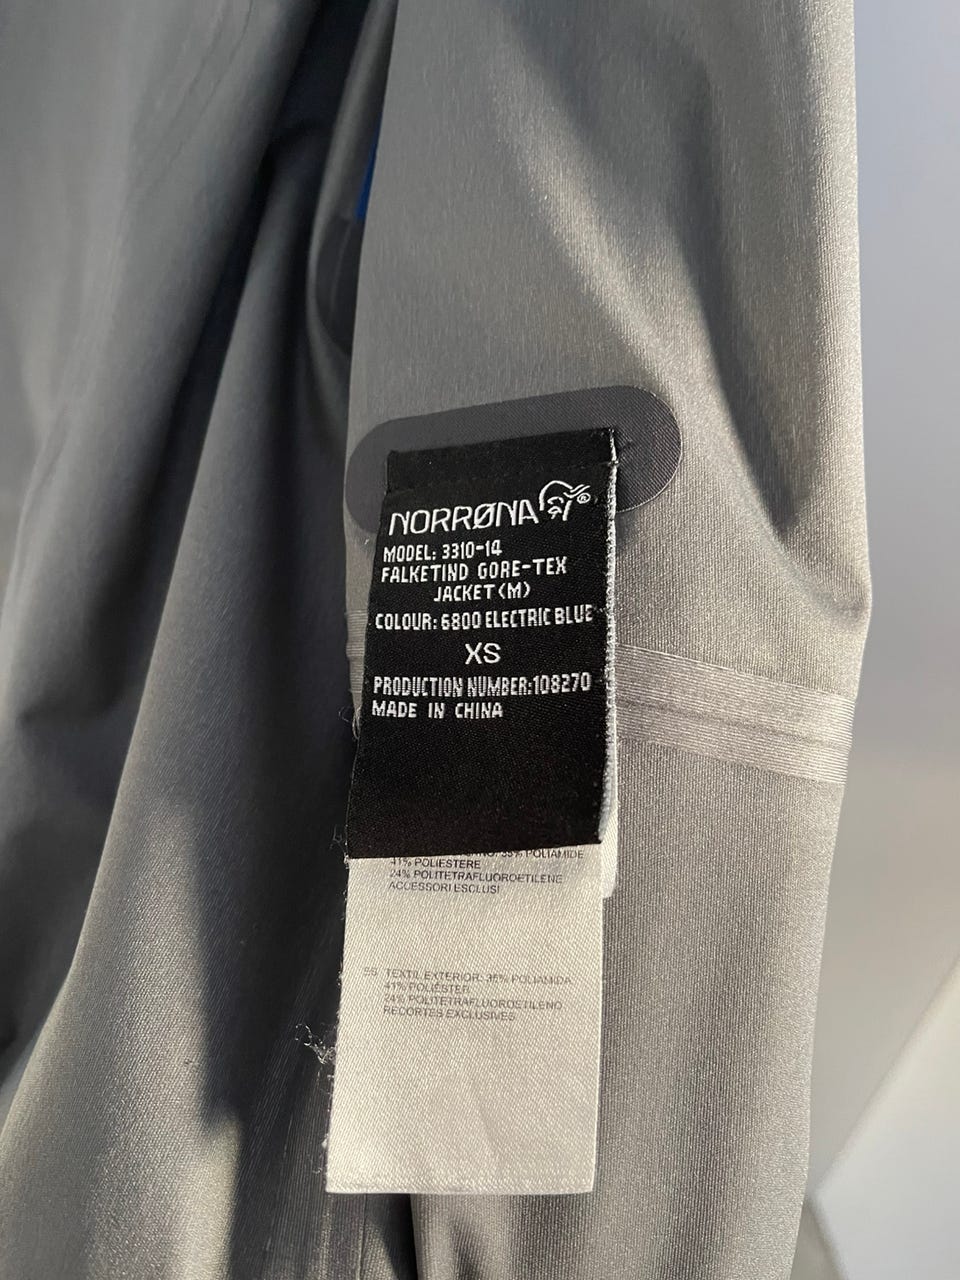 NORRØNA®
MODEL: 3310-14
FALKETIND GORE-TEX
JACKET(M)
COLOUR: 6800 ELECTRIC BLUE
XS
PRODUCTION NUMBER:108270
MADE IN CHINA
POLIAMIDE
41% POLIESTERE
24% POLITETRAFLUOROETILENE
ACCESSORI ESCLUSI
ES TEXTIL EXTERIOR: 35% POLIAMIDA
41% POLIÉSTER
24% POLITETRAFLUOROETILENO
RECORTES EXCLUSIVES